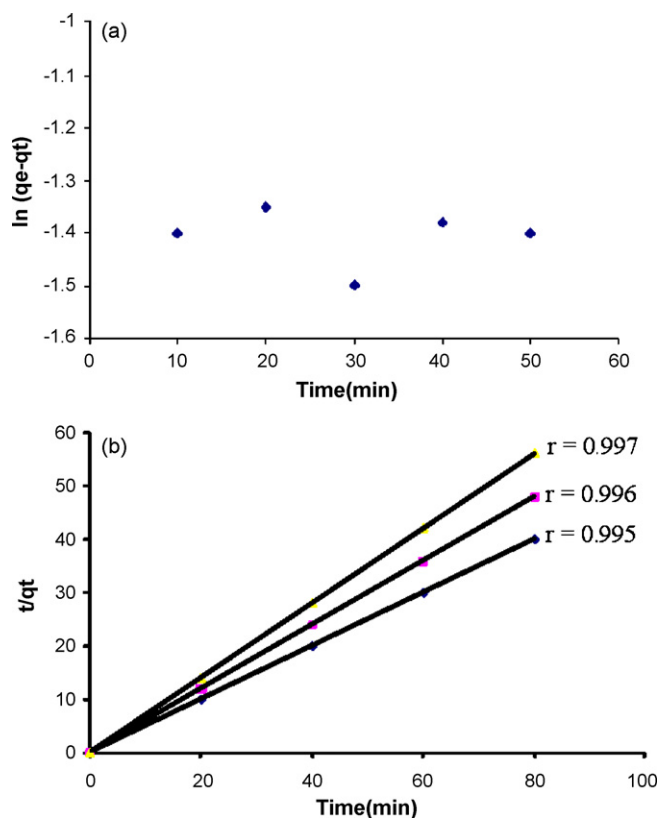 (a)
ln (qe-qt)
-1
-1.1
-1.2
-1.3
-1.4
-1.5
-1.6
0 10 20 30 40 50 60
Time(min)
(b)
t/qt
60
50
40
30
20
10
0
r = 0.997
r = 0.996
r = 0.995
0 20 40 60 80 100
Time(min)